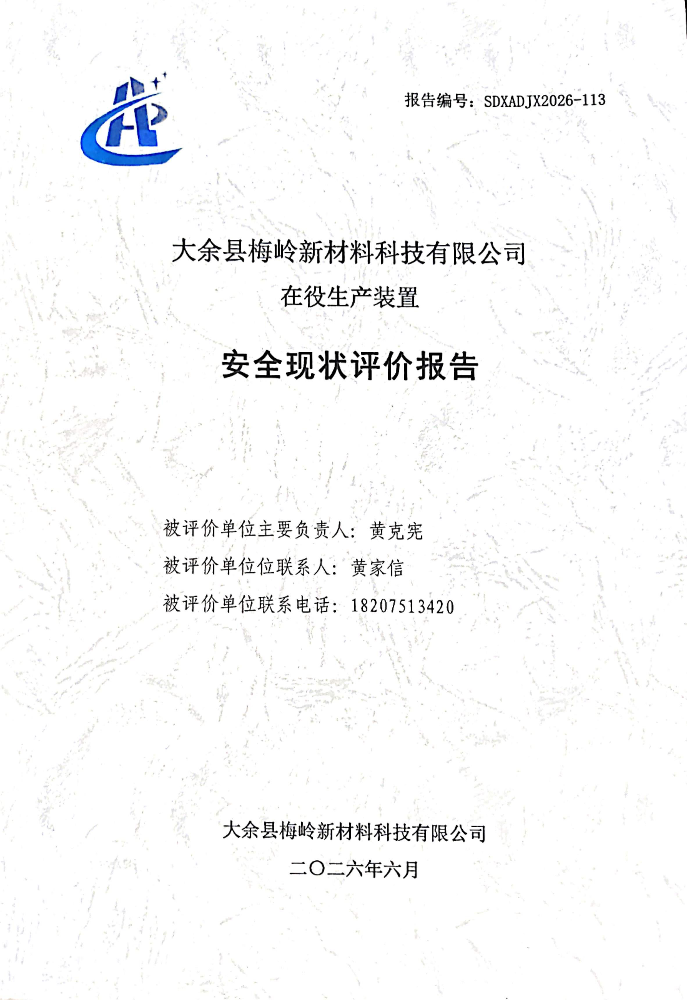 报告编号：SDXADJX2026-113
大余县梅岭新材料科技有限公司
在役生产装置
安全现状评价报告
被评价单位主要负责人：黄克宪
被评价单位位联系人：黄家信
被评价单位联系电话：18207513420
大余县梅岭新材料科技有限公司
二〇二六年六月